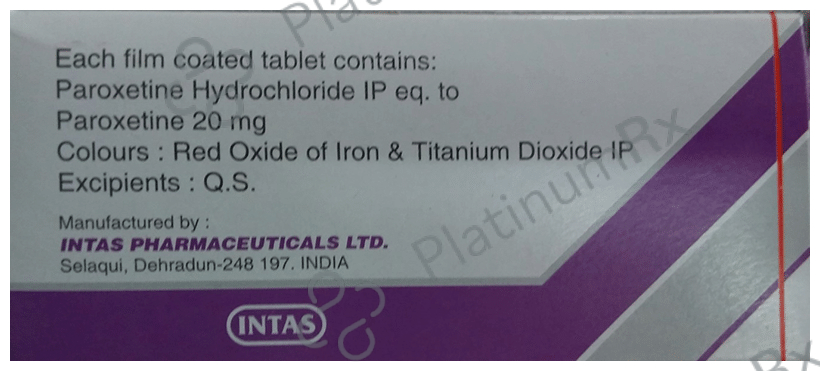 Each film coated tablet contains:
Paroxetine Hydrochloride IP eq. to
Paroxetine 20 mg
Colours : Red Oxide of Iron & Titanium Dioxide IP
Excipients : Q.S.
Manufactured by :
INTAS PHARMACEUTICALS LTD.
Selaqui, Dehradun-248 197. INDIA
INTAS
PlatinumRx